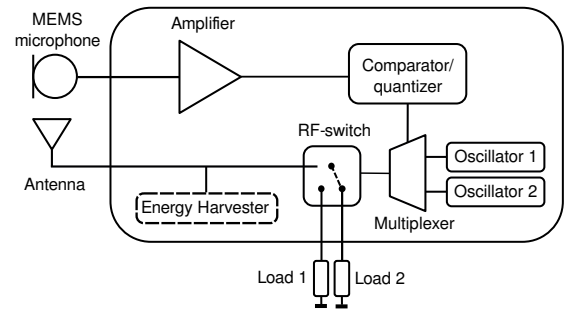 MEMS
microphone
Amplifier
Comparator/
quantizer
RF-switch
Oscillator 1
Oscillator 2
Antenna
Energy Harvester
Multiplexer
Load 1
Load 2